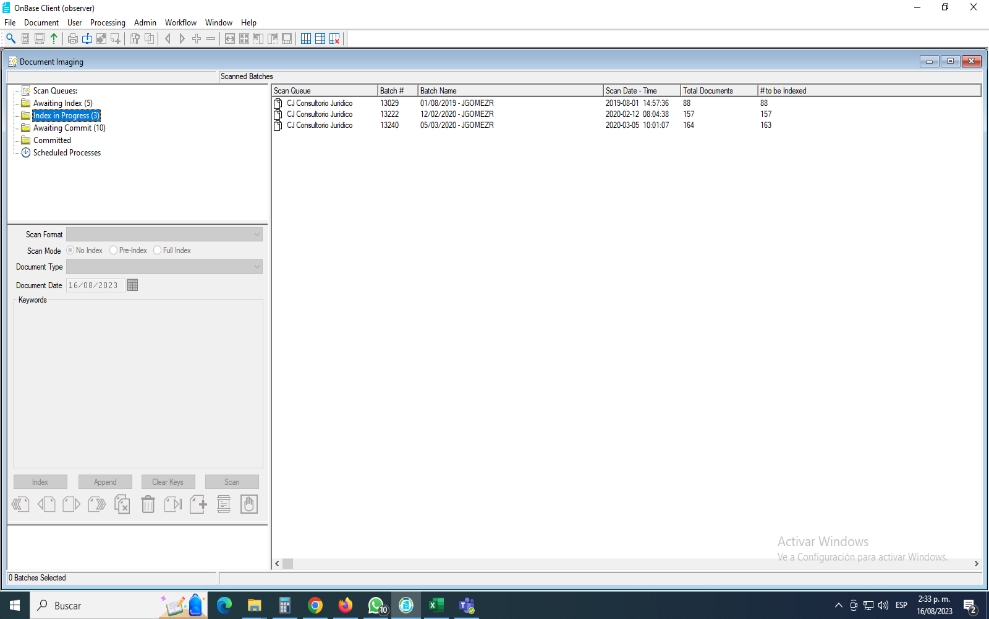 OnBase Client (observer)
File Document User Processing Admin Workflow Window Help
Document Imaging
Scanned Batches
Scan Queues:
Awaiting Index (5)
Index in Progress (3)
Awaiting Commit (10)
Committed
Scheduled Processes
Scan Queue Batch # Batch Name Scan Date - Time Total Documents # to be Indexed
CJ Consultorio Juridico 13029 01/08/2019 - JGOMEZR 2019-08-01 14:57:36 88 88
CJ Consultorio Juridico 13222 12/02/2020 - JGOMEZR 2020-02-12 08:04:38 157 157
CJ Consultorio Juridico 13240 05/03/2020 - JGOMEZR 2020-03-05 10:01:07 164 163
Scan Format
Scan Mode No Index Pre-Index Full Index
Document Type
Document Date 16/08/2023
Keywords
Index Append Clear Keys Scan
Activar Windows
Ve a Configuración para activar Windows.
0 Batches Selected
Buscar
10
ESP
2:33 p. m.
16/08/2023
2